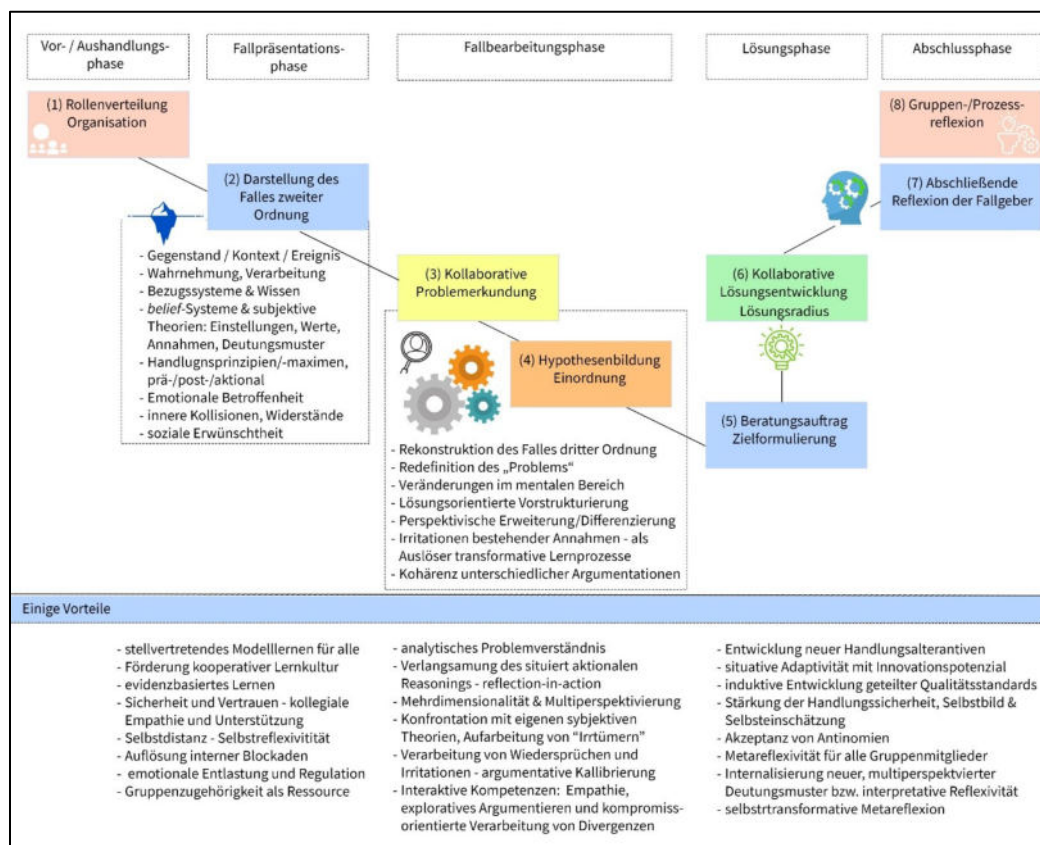 Vor- / Aushandlungs-
phase
Fallpräsentations-
phase
Fallbearbeitungsphase
Lösungsphase
Abschlussphase
(1) Rollenverteilung
Organisation
(8) Gruppen-/Prozess-
reflexion
(2) Darstellung des
Falles zweiter
Ordnung
(7) Abschließende
Reflexion der Fallgeber
- Gegenstand / Kontext / Ereignis
- Wahrnehmung, Verarbeitung
- Bezugssysteme & Wissen
- belief-Systeme & subjektive
Theorien: Einstellungen, Werte,
Annahmen, Deutungsmuster
- Handlugnsprinzipien/-maximen,
prä-/post-/aktional
- Emotionale Betroffenheit
- innere Kollisionen, Widerstände
- soziale Erwünschtheit
(3) Kollaborative
Problemerkundung
(6) Kollaborative
Lösungsentwicklung
Lösungsradius
(4) Hypothesenbildung
Einordnung
(5) Beratungsauftrag
Zielformulierung
- Rekonstruktion des Falles dritter Ordnung
- Redefinition des „Problems“
- Veränderungen im mentalen Bereich
- Lösungsorientierte Vorstrukturierung
- Perspektivische Erweiterung/Differenzierung
- Irritationen bestehender Annahmen - als
Auslöser transformative Lernprozesse
- Kohärenz unterschiedlicher Argumentationen
Einige Vorteile
- stellvertretendes Modelllernen für alle
- Förderung kooperativer Lernkultur
- evidenzbasiertes Lernen
- Sicherheit und Vertrauen - kollegiale
Empathie und Unterstützung
- Selbstdistanz - Selbstreflexivitität
- Auflösung interner Blockaden
- emotionale Entlastung und Regulation
- Gruppenzugehörigkeit als Ressource
- analytisches Problemverständnis
- Verlangsamung des situiert aktionalen
Reasonings - reflection-in-action
- Mehrdimensionalität & Multiperspektivierung
- Konfrontation mit eigenen sybjektiven
Theorien, Aufarbeitung von “Irrtümern”
- Verarbeitung von Wiedersprüchen und
Irritationen - argumentative Kallibrierung
- Interaktive Kompetenzen: Empathie,
exploratives Argumentieren und kompromiss-
orientierte Verarbeitung von Divergenzen
- Entwicklung neuer Handlungsalterantiven
- situative Adaptivität mit Innovationspotenzial
- induktive Entwicklung geteilter Qualitätsstandards
- Stärkung der Handlungssicherheit, Selbstbild &
Selbsteinschätzung
- Akzeptanz von Antinomien
- Metareflexivität für alle Gruppenmitglieder
- Internalisierung neuer, multiperspektvierter
Deutungsmuster bzw. interpretative Reflexivität
- selbstrtransformative Metareflexion